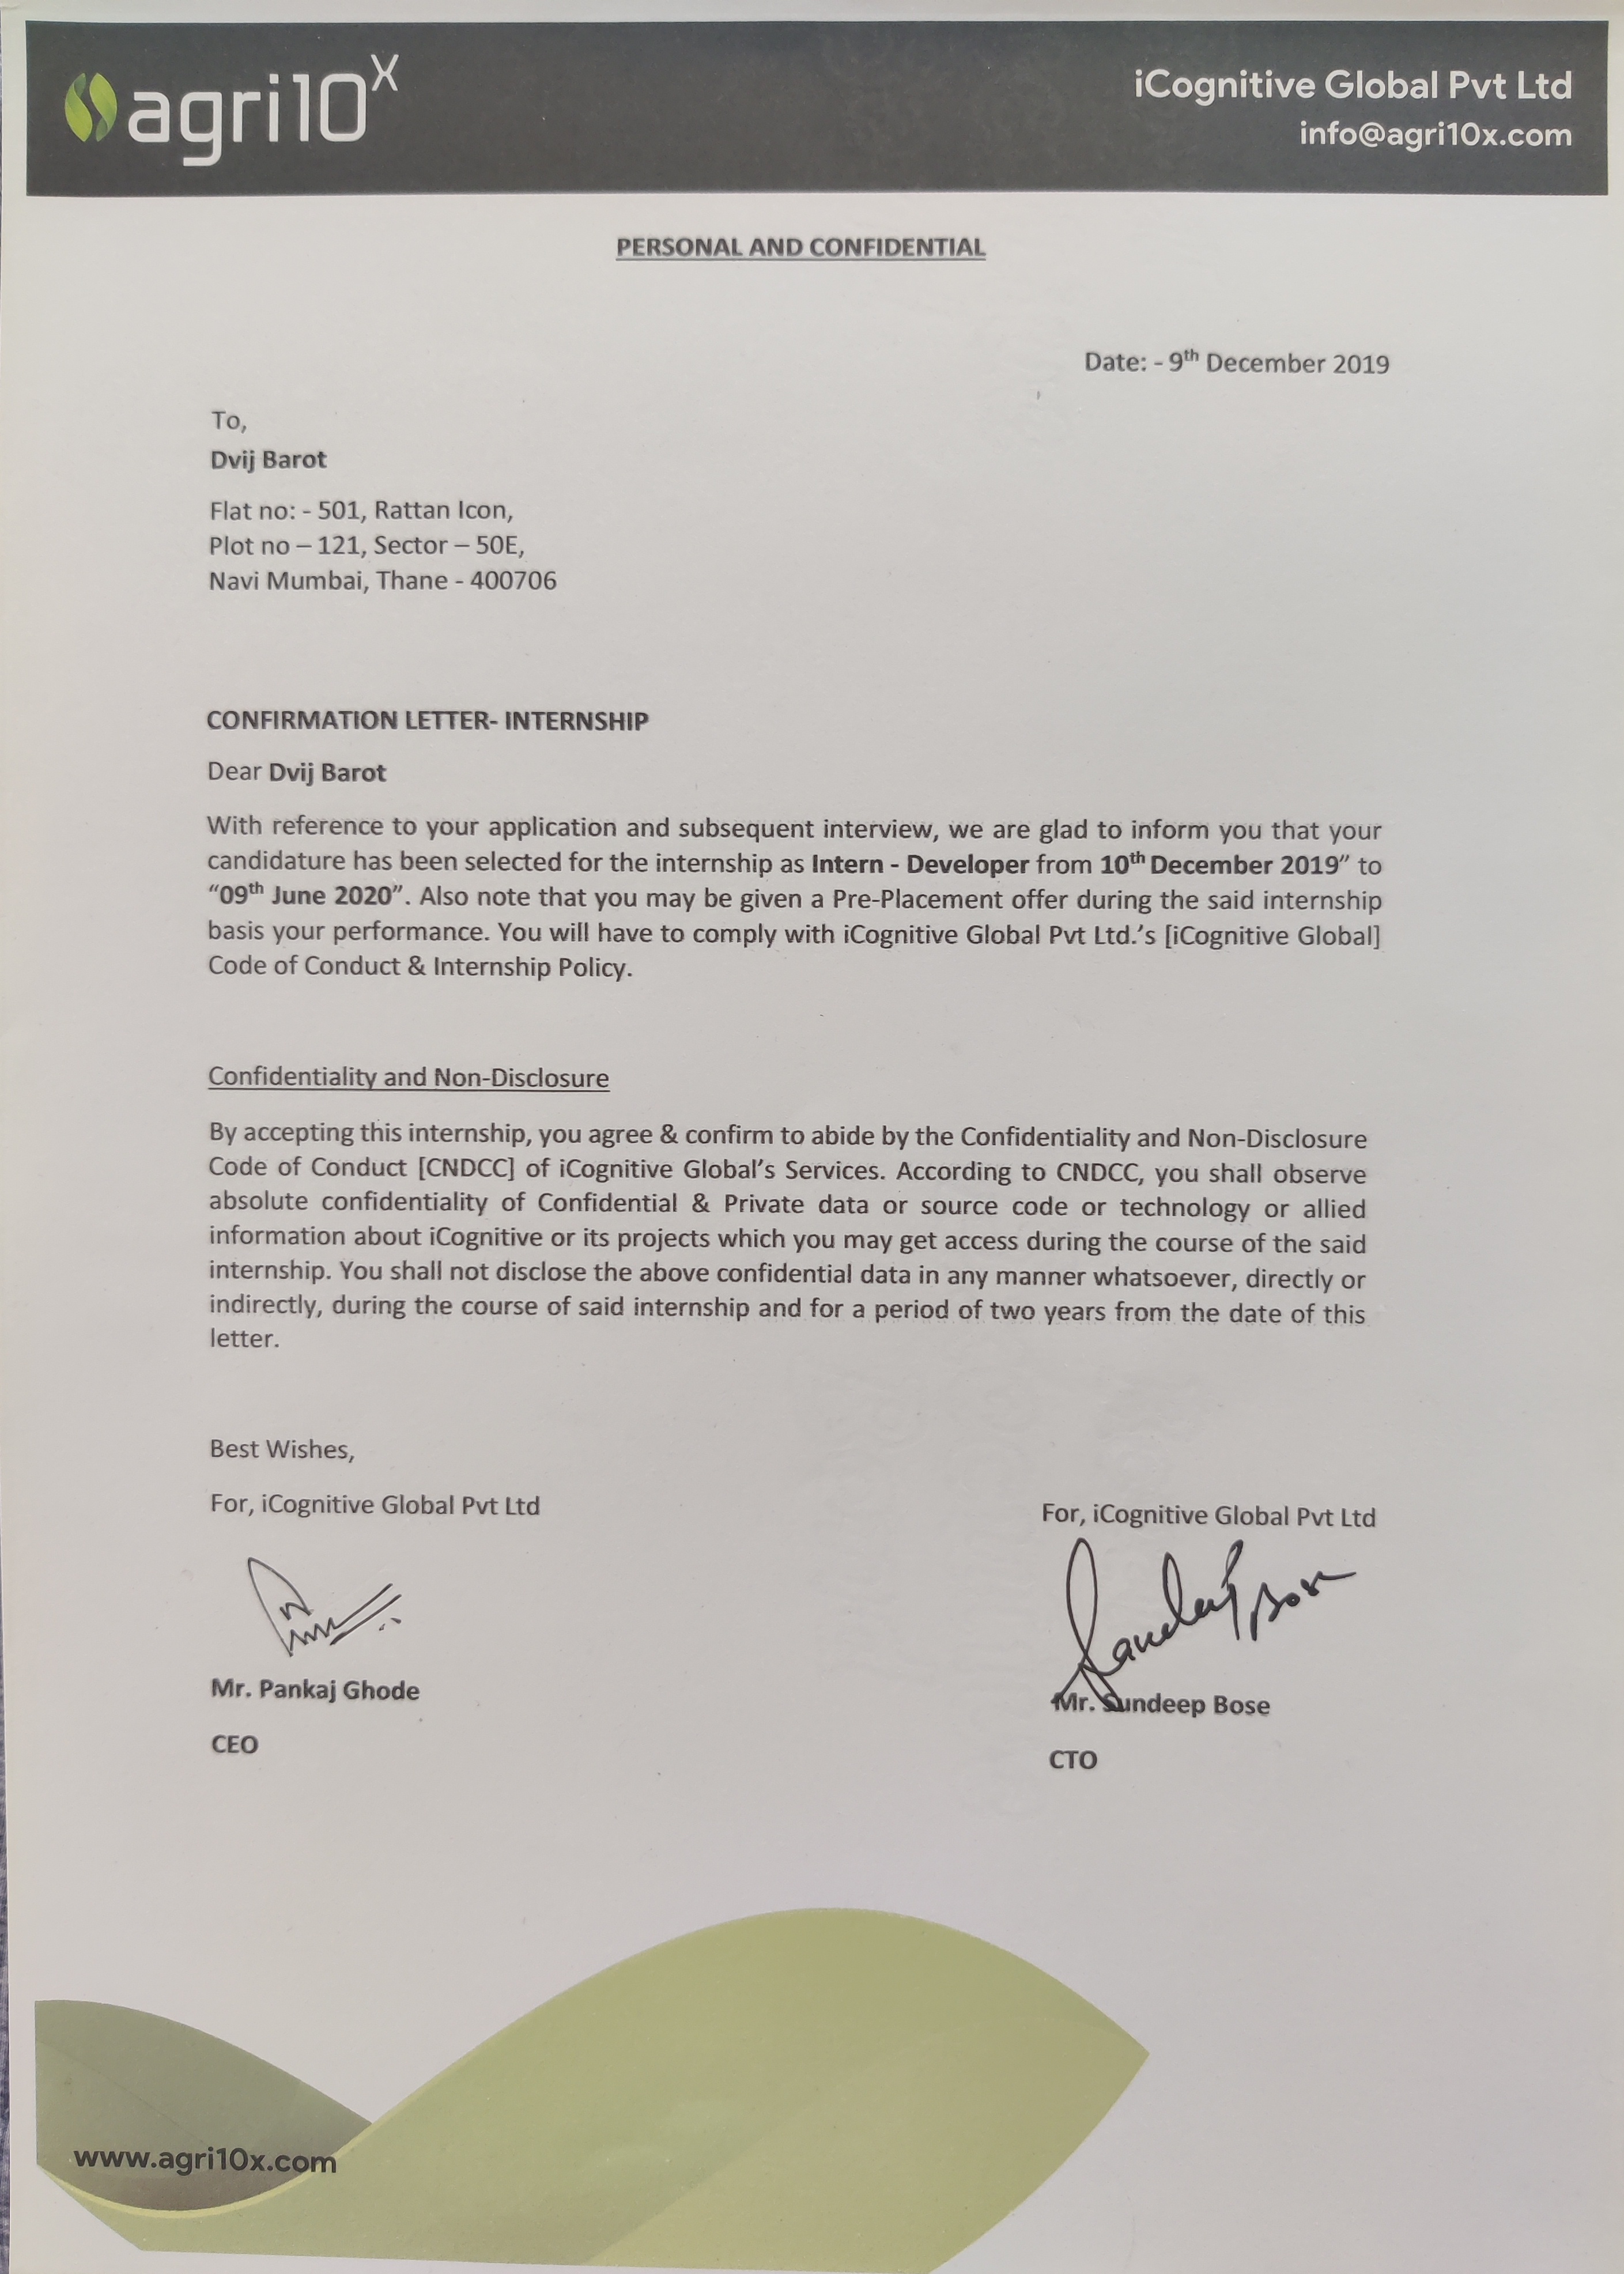 agri10x
iCognitive Global Pvt Ltd
info@agri10x.com
PERSONAL AND CONFIDENTIAL
Date: - 9th December 2019
To,
Dvij Barot
Flat no: - 501, Rattan Icon,
Plot no – 121, Sector – 50E,
Navi Mumbai, Thane - 400706
CONFIRMATION LETTER- INTERNSHIP
Dear Dvij Barot
With reference to your application and subsequent interview, we are glad to inform you that your
candidature has been selected for the internship as Intern - Developer from 10th December 2019” to
“09th June 2020”. Also note that you may be given a Pre-Placement offer during the said internship
basis your performance. You will have to comply with iCognitive Global Pvt Ltd.’s [iCognitive Global]
Code of Conduct & Internship Policy.
Confidentiality and Non-Disclosure
By accepting this internship, you agree & confirm to abide by the Confidentiality and Non-Disclosure
Code of Conduct [CNDCC] of iCognitive Global’s Services. According to CNDCC, you shall observe
absolute confidentiality of Confidential & Private data or source code or technology or allied
information about iCognitive or its projects which you may get access during the course of the said
internship. You shall not disclose the above confidential data in any manner whatsoever, directly or
indirectly, during the course of said internship and for a period of two years from the date of this
letter.
Best Wishes,
For, iCognitive Global Pvt Ltd
For, iCognitive Global Pvt Ltd
Mr. Pankaj Ghode
Mr. Sundeep Bose
CEO
CTO
www.agri10x.com